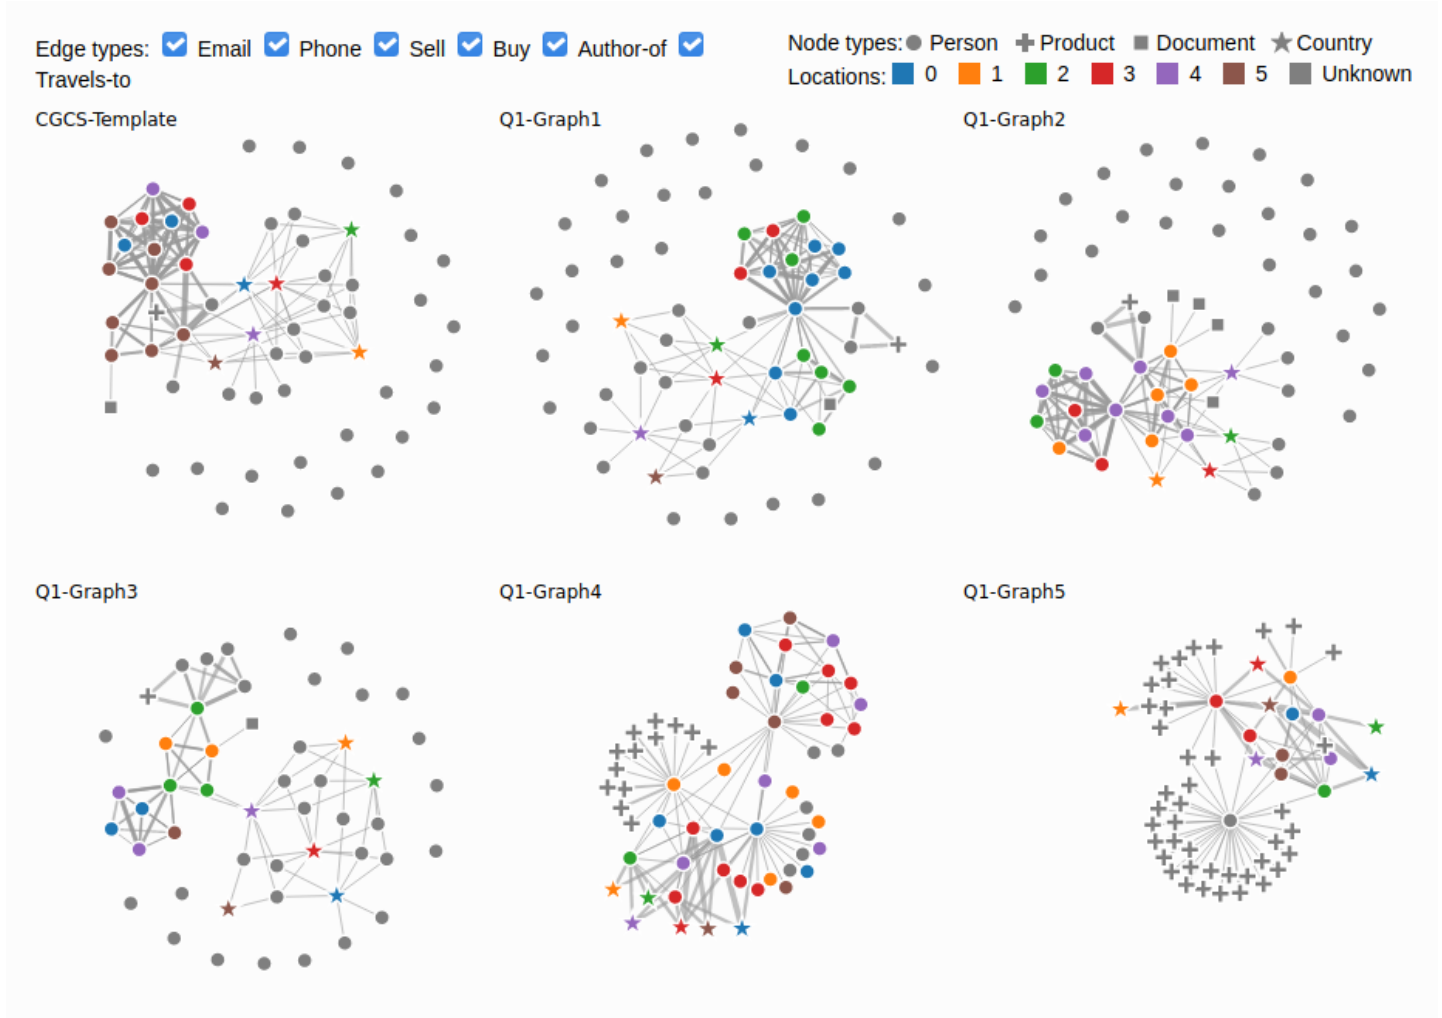 Edge types: Email Phone Sell Buy Author-of
Travels-to
Node types: Person Product Document Country
Locations: 0 1 2 3 4 5 Unknown
CGCS-Template
Q1-Graph1
Q1-Graph2
Q1-Graph3
Q1-Graph4
Q1-Graph5